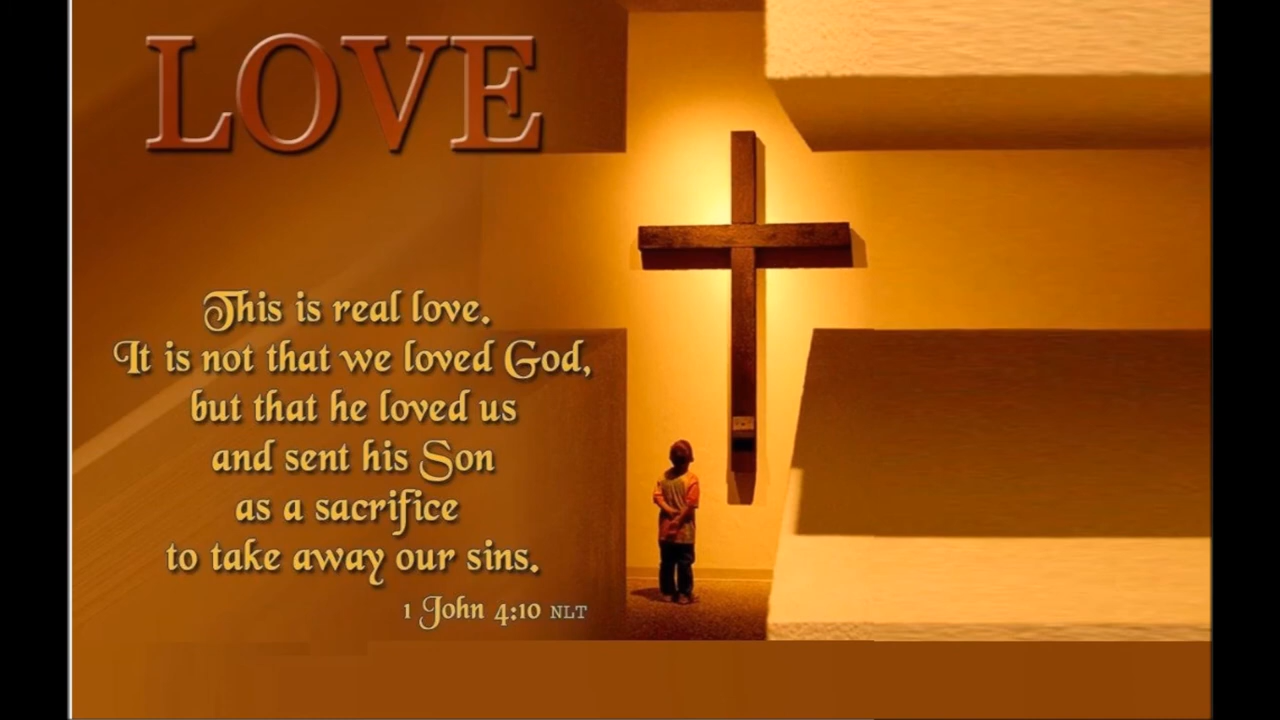 LOVE
This is real love.
It is not that we loved God,
but that he loved us
and sent his Son
as a sacrifice
to take away our sins.
1 John 4:10 NLT